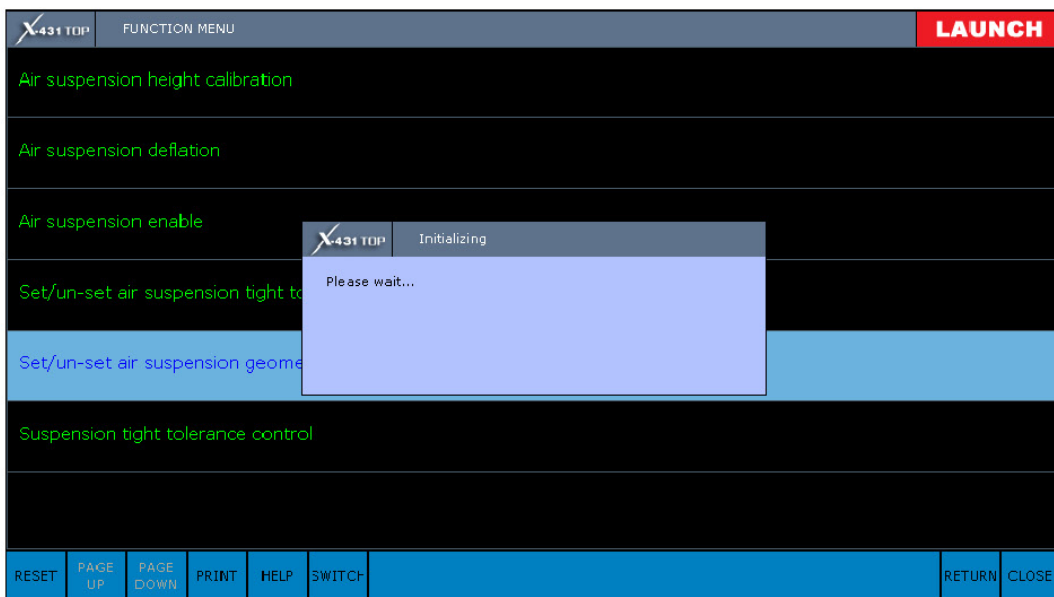 X-431 TOP FUNCTION MENU LAUNCH
Air suspension height calibration
Air suspension deflation
Air suspension enable
X-431 TOP Initializing
Please wait...
Set/un-set air suspension tight
Set/un-set air suspension
Suspension tight tolerance control
RESET PAGE UP PAGE DOWN PRINT HELP SWITCH RETURN CLOSE